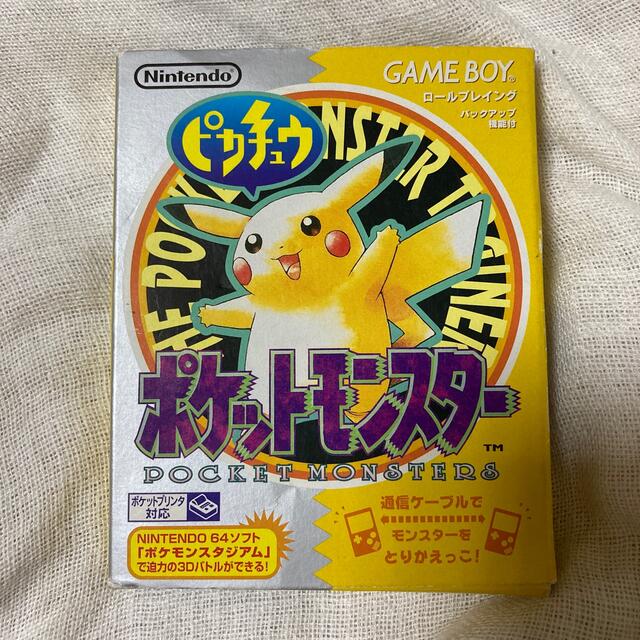 Nintendo
GAME BOY®
ロールプレイング
バックアップ
機能付
ピカチュウ
THE POCKET MONSTER TRAINER
ポケットモンスター
TM
POCKET MONSTERS
ポケットプリンタ
対応
NINTENDO 64ソフト
「ポケモンスタジアム」
で迫力の3Dバトルができる!
通信ケーブルで
モンスターを
とりかえっこ!